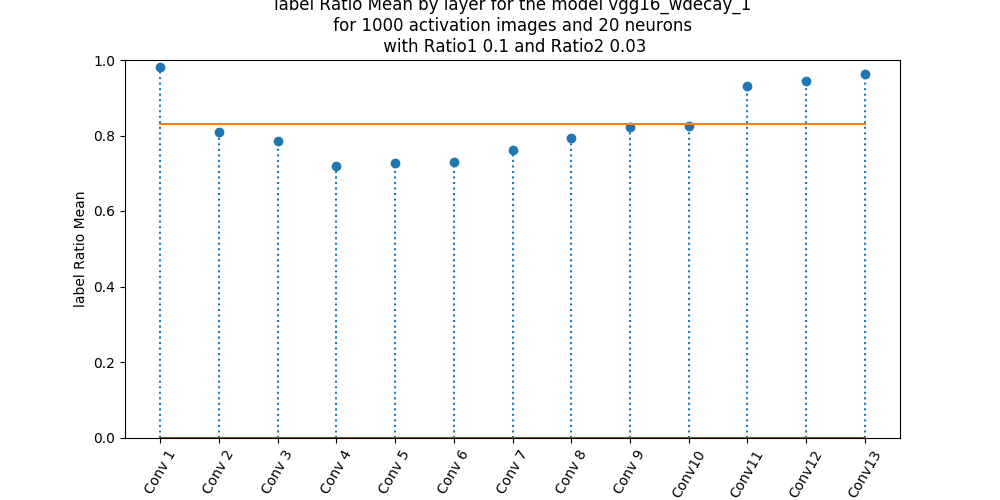 label Ratio Mean by layer for the model vgg16_wdecay_1
for 1000 activation images and 20 neurons
with Ratio1 0.1 and Ratio2 0.03
1.0
0.8
0.6
0.4
0.2
0.0
label Ratio Mean
Conv 1
Conv 2
Conv 3
Conv 4
Conv 5
Conv 6
Conv 7
Conv 8
Conv 9
Conv10
Conv11
Conv12
Conv13